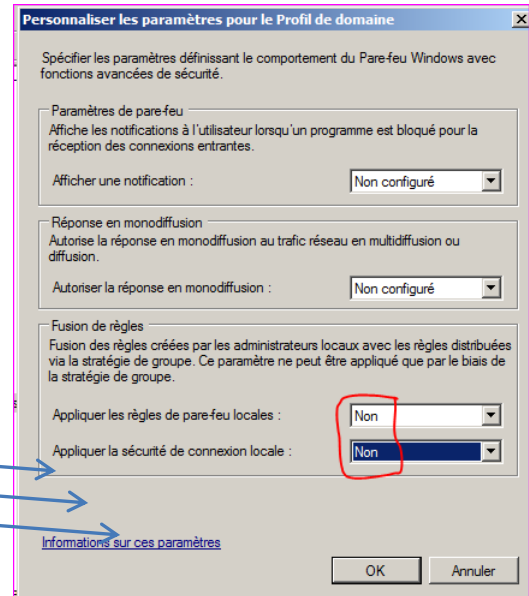 Personnaliser les paramètres pour le Profil de domaine
Spécifier les paramètres définissant le comportement du Pare-feu Windows avec
fonctions avancées de sécurité.
Paramètres de pare-feu
Affiche les notifications à l'utilisateur lorsqu'un programme est bloqué pour la
réception des connexions entrantes.
Afficher une notification :
Non configuré
Réponse en monodiffusion
Autorise la réponse en monodiffusion au trafic réseau en multidiffusion ou
diffusion.
Autoriser la réponse en monodiffusion :
Non configuré
Fusion de règles
Fusion des règles créées par les administrateurs locaux avec les règles distribuées
via la stratégie de groupe. Ce paramètre ne peut être appliqué que par le biais de
la stratégie de groupe.
Appliquer les règles de pare-feu locales :
Non
Appliquer la sécurité de connexion locale :
Non
Informations sur ces paramètres
OK
Annuler